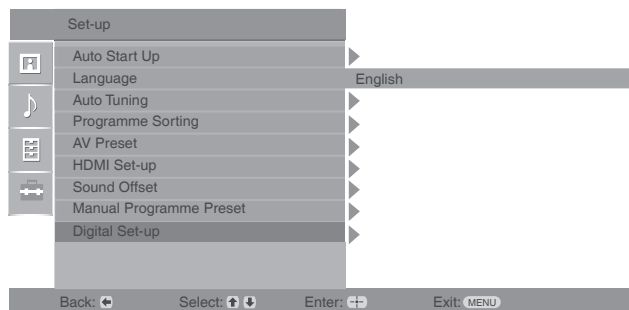 Set-up
Auto Start Up
Language English
Auto Tuning
Programme Sorting
AV Preset
HDMI Set-up
Sound Offset
Manual Programme Preset
Digital Set-up
Back: Select: Enter: Exit: MENU